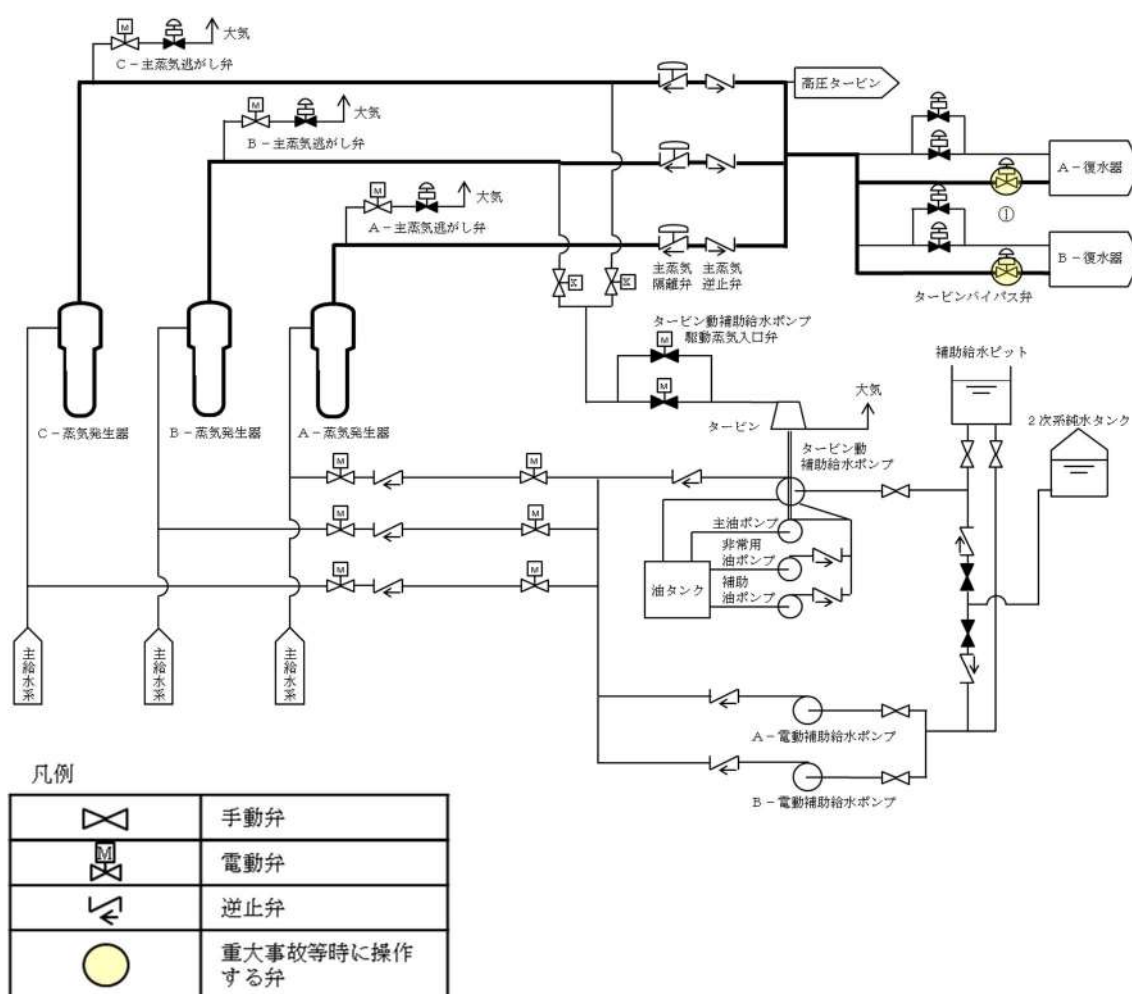 M
大気
C－主蒸気逃がし弁
高圧タービン
M
大気
B－主蒸気逃がし弁
A－復水器
M
大気
A－主蒸気逃がし弁
①
主蒸気
隔離弁
主蒸気
逆止弁
B－復水器
タービンバイパス弁
タービン動補助給水ポンプ
駆動蒸気入口弁
M
M
補助給水ピット
大気
タービン
2次系純水タンク
C－蒸気発生器
B－蒸気発生器
A－蒸気発生器
タービン動
補助給水ポンプ
M
M
主油ポンプ
M
M
非常用
油ポンプ
M
M
補助
油ポンプ
油タンク
主給水系
主給水系
主給水系
A－電動補助給水ポンプ
B－電動補助給水ポンプ
凡例
手動弁
M
電動弁
逆止弁
重大事故等時に操作
する弁